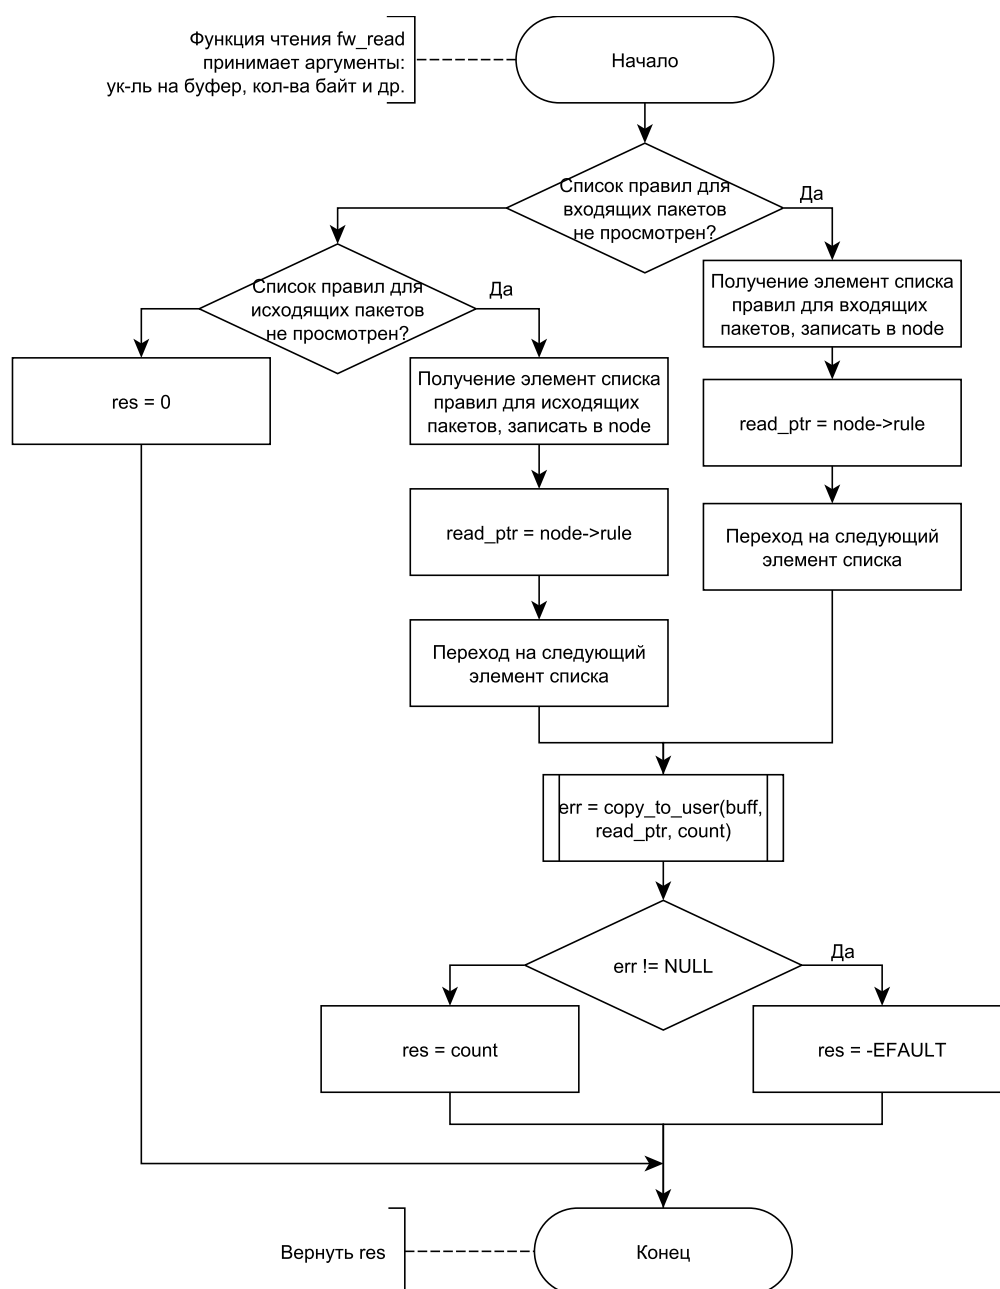 Функция чтения fw_read
принимает аргументы:
ук-ль на буфер, кол-ва байт и др.
Начало
Список правил для
входящих пакетов
не просмотрен?
Да
Список правил для
исходящих пакетов
не просмотрен?
Да
Получение элемент списка
правил для входящих
пакетов, записать в node
res = 0
Получение элемент списка
правил для исходящих
пакетов, записать в node
read_ptr = node->rule
read_ptr = node->rule
Переход на следующий
элемент списка
Переход на следующий
элемент списка
err = copy_to_user(buff,
read_ptr, count)
err != NULL
Да
res = count
res = -EFAULT
Вернуть res
Конец